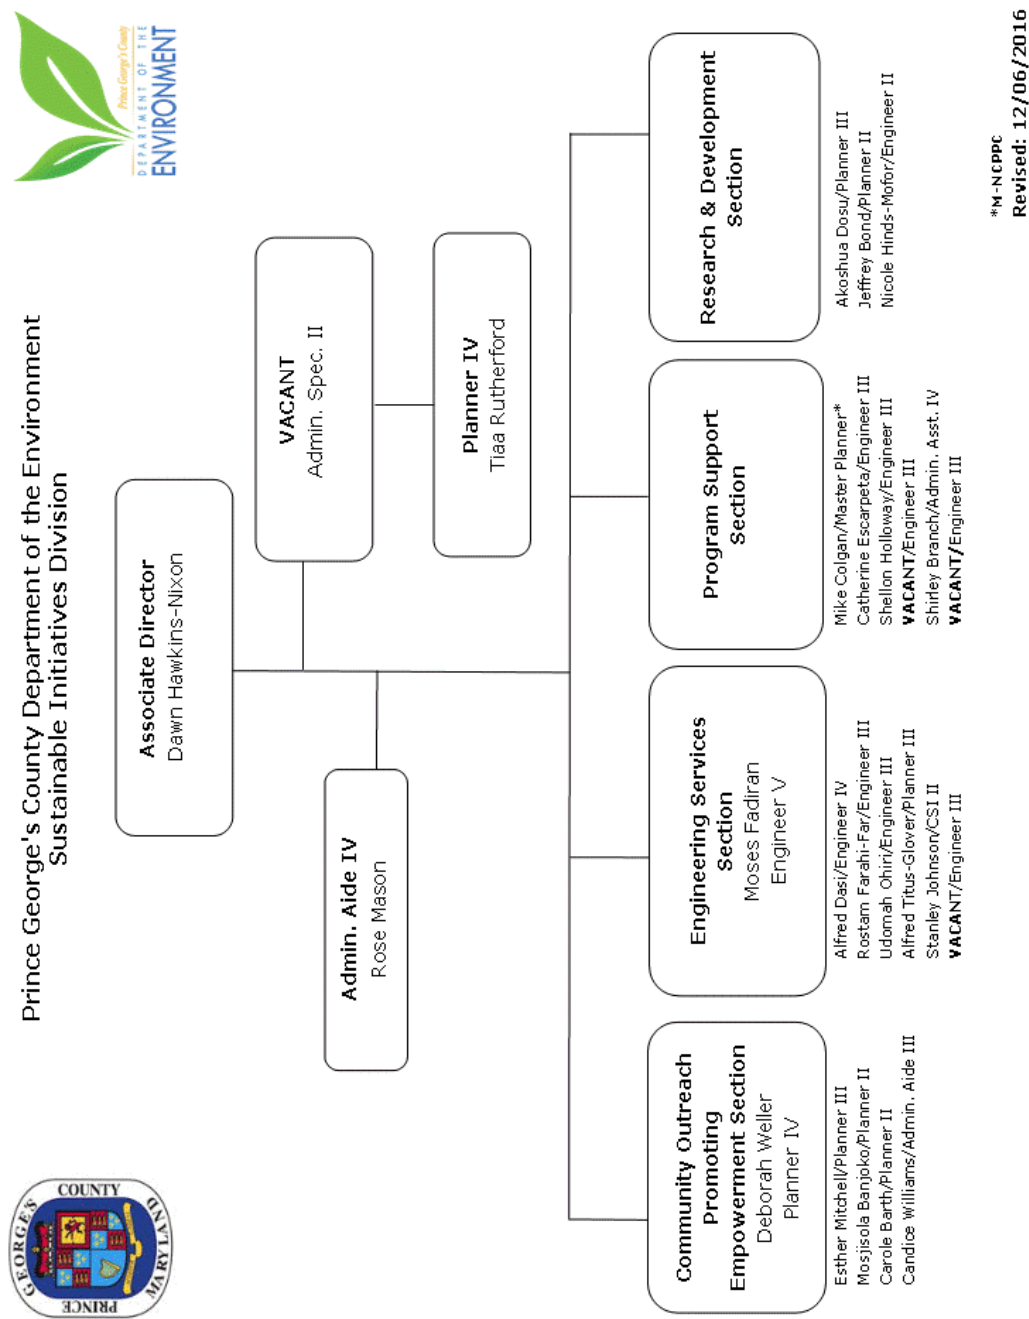 Prince George's County Department of the Environment
Sustainable Initiatives Division
PRINCE GEORGE'S COUNTY MARYLAND
Prince George's County
DEPARTMENT OF THE
ENVIRONMENT
Associate Director
Dawn Hawkins-Nixon
VACANT
Admin. Spec. II
Planner IV
Tiaa Rutherford
Admin. Aide IV
Rose Mason
Community Outreach
Promoting
Empowerment Section
Deborah Weller
Planner IV
Esther Mitchell/Planner III
Mosjisola Banjoko/Planner II
Carole Barth/Planner II
Candice Williams/Admin. Aide III
Engineering Services
Section
Moses Fadiran
Engineer V
Alfred Dasi/Engineer IV
Rostam Farahi-Far/Engineer III
Udomah Ohiri/Engineer III
Alfred Titus-Glover/Planner III
Stanley Johnson/CSI II
VACANT/Engineer III
Program Support
Section
Mike Colgan/Master Planner*
Catherine Escarpeta/Engineer III
Shellon Holloway/Engineer III
VACANT/Engineer III
Shirley Branch/Admin. Asst. IV
VACANT/Engineer III
Research & Development
Section
Akoshua Dosu/Planner III
Jeffrey Bond/Planner II
Nicole Hinds-Mofor/Engineer II
*M-NCPPC
Revised: 12/06/2016